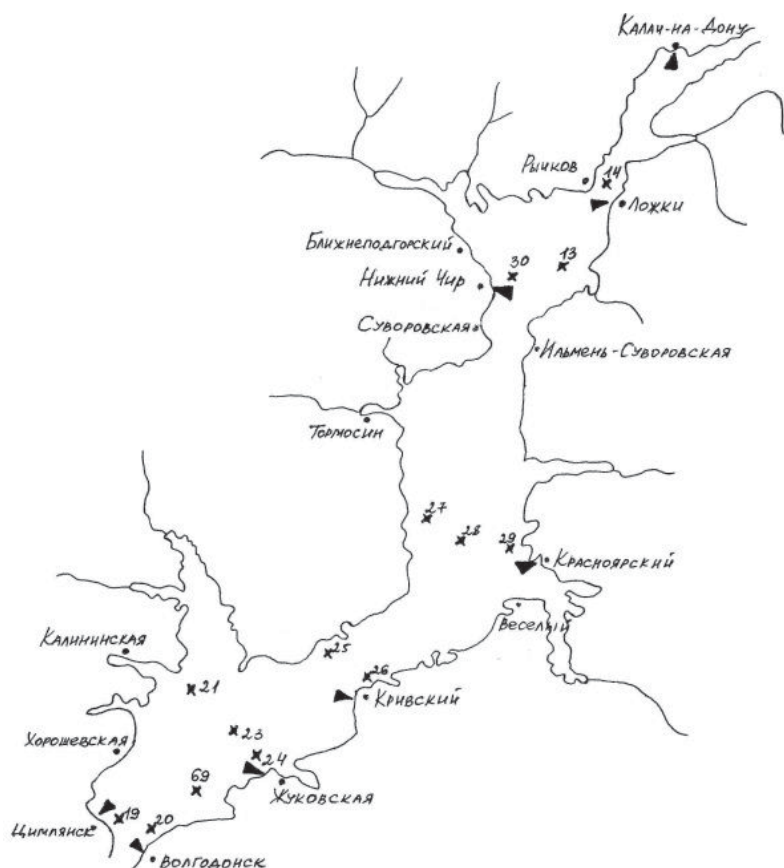 Калач-на-Дону
Рычков
14
Ложки
Ближнеподгорский
30
13
Нижний Чир
Суворовская
Ильмень-Суворовская
Тормосин
27
28
29
Красноярский
Веселый
Калининская
25
26
21
Кривский
23
Хорошевская
24
69
Жуковская
19
20
Цимлянск
Волгодонск